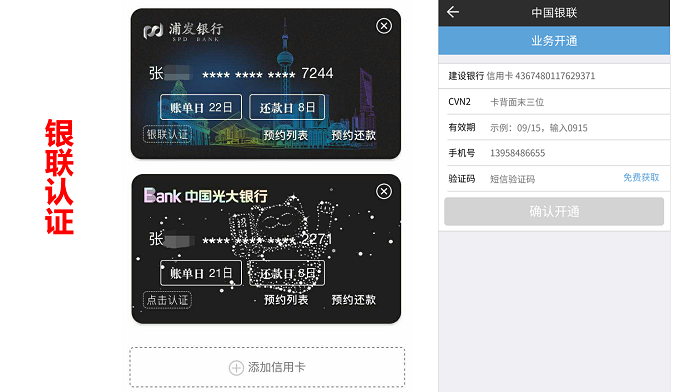 银联认证
浦发银行
SPD BANK
张 **** **** **** 7244
账单日 22日 还款日 8日
银联认证 预约列表 预约还款
Bank 中国光大银行
张 **** **** **** 2271
账单日 21日 还款日 8日
点击认证 预约列表 预约还款
添加信用卡
中国银联
业务开通
建设银行 信用卡 4367480117629371
CVN2 卡背面末三位
有效期 示例：09/15，输入0915
手机号 13958486655
验证码 短信验证码 免费获取
确认开通